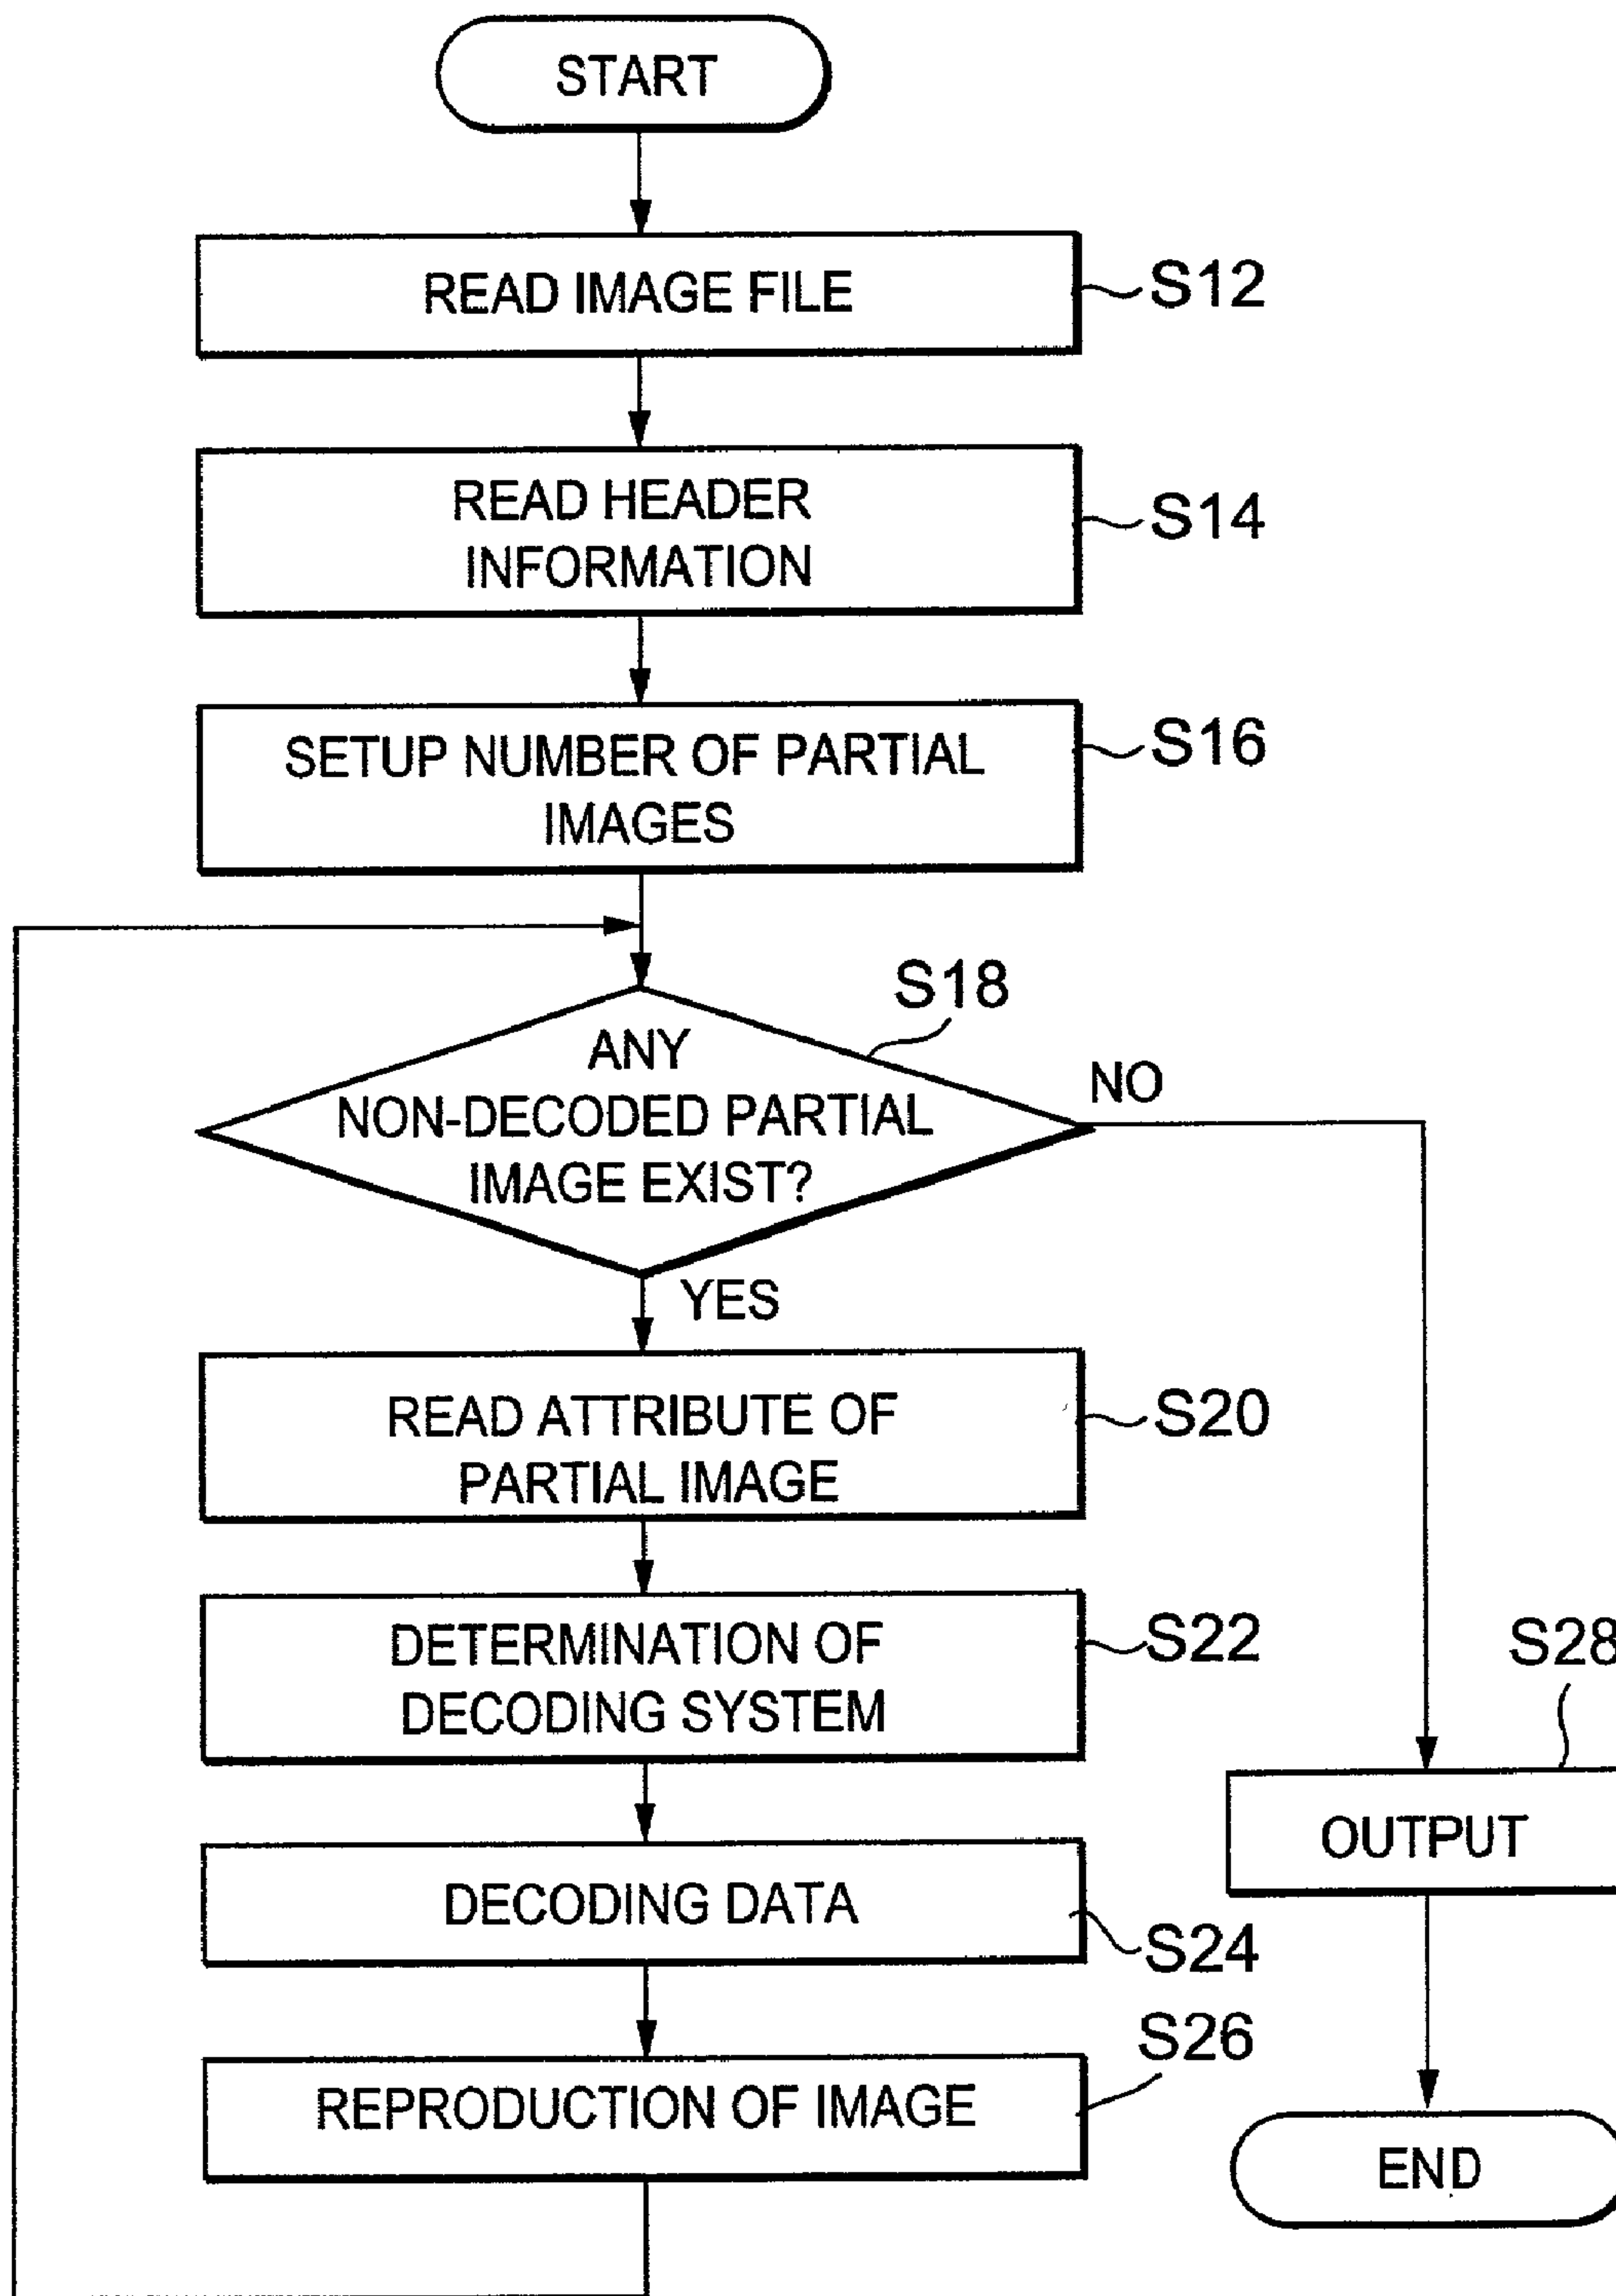 START
READ IMAGE FILE
S12
READ HEADER
INFORMATION
S14
SETUP NUMBER OF PARTIAL
IMAGES
S16
S18
ANY
NON-DECODED PARTIAL
IMAGE EXIST?
NO
YES
READ ATTRIBUTE OF
PARTIAL IMAGE
S20
DETERMINATION OF
DECODING SYSTEM
S22
S28
OUTPUT
DECODING DATA
S24
S26
REPRODUCTION OF IMAGE
END